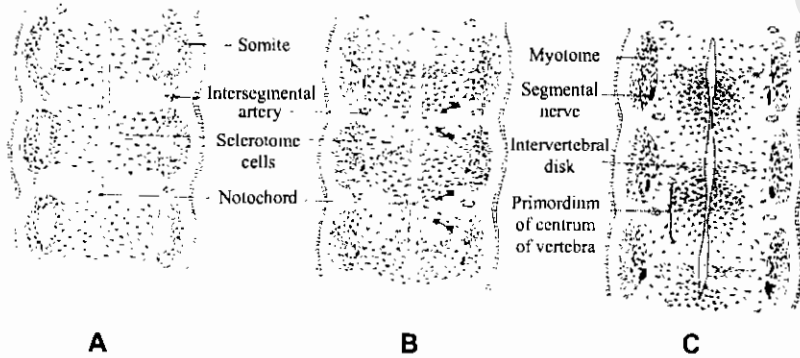 Somite
Intersegmental
artery
Sclerotome
cells
Notochord
Myotome
Segmental
nerve
Intervertebral
disk
Primordium
of centrum
of vertebra
A
B
C